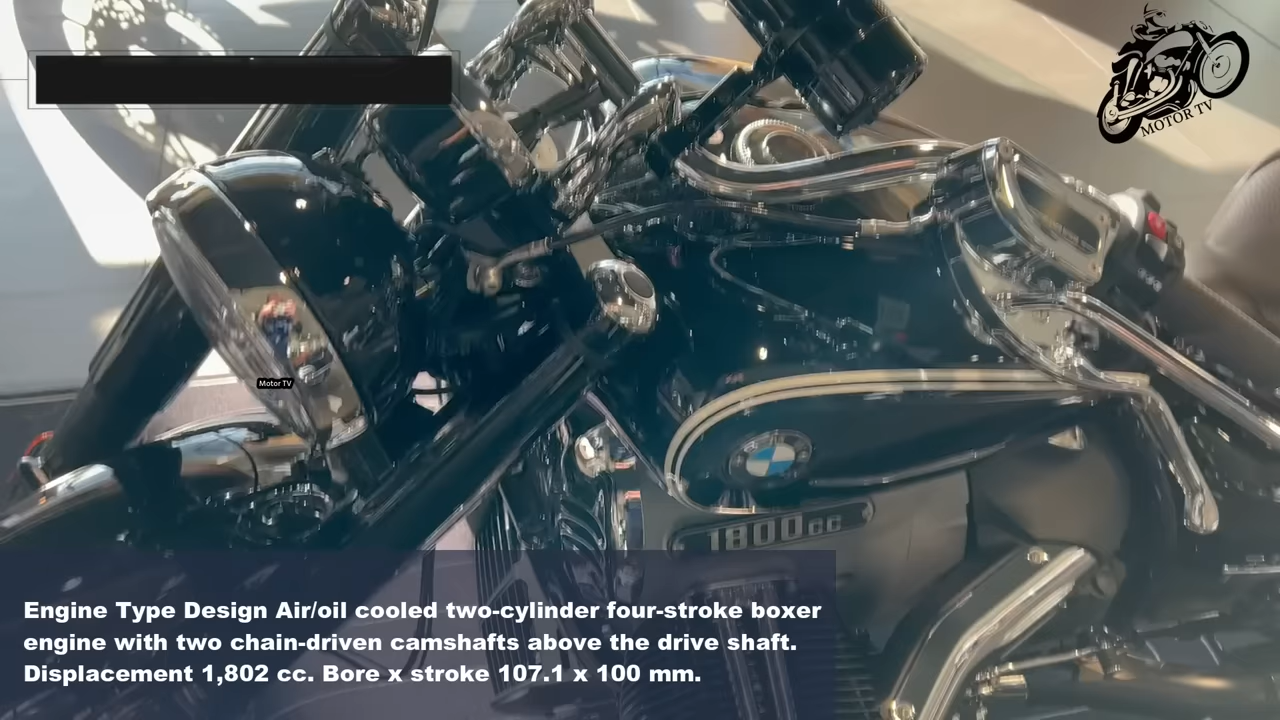 MOTOR TV
Motor TV
1800cc
Engine Type Design Air/oil cooled two-cylinder four-stroke boxer
engine with two chain-driven camshafts above the drive shaft.
Displacement 1,802 cc. Bore x stroke 107.1 x 100 mm.